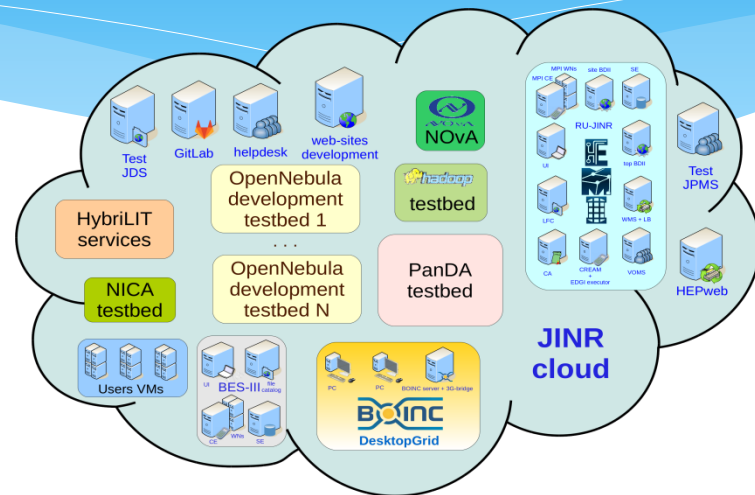 Test
JDS
GitLab
helpdesk
web-sites
development
NOvA
NOvA
OpenNebula
development
testbed 1
...
OpenNebula
development
testbed N
hadoop
testbed
HybriLIT
services
NICA
testbed
PanDA
testbed
MPI WNs
site BDII
SE
MPI CE
RU-JINR
UI
top BDII
LFC
WMS + LB
CA
CREAM
+
EDGI executor
VOMS
Test
JPMS
HEPweb
Users VMs
UI
BES-III
file
catalog
CE
WNs
SE
PC
PC
BOINC server + 3G-bridge
BOINC
DesktopGrid
JINR
cloud